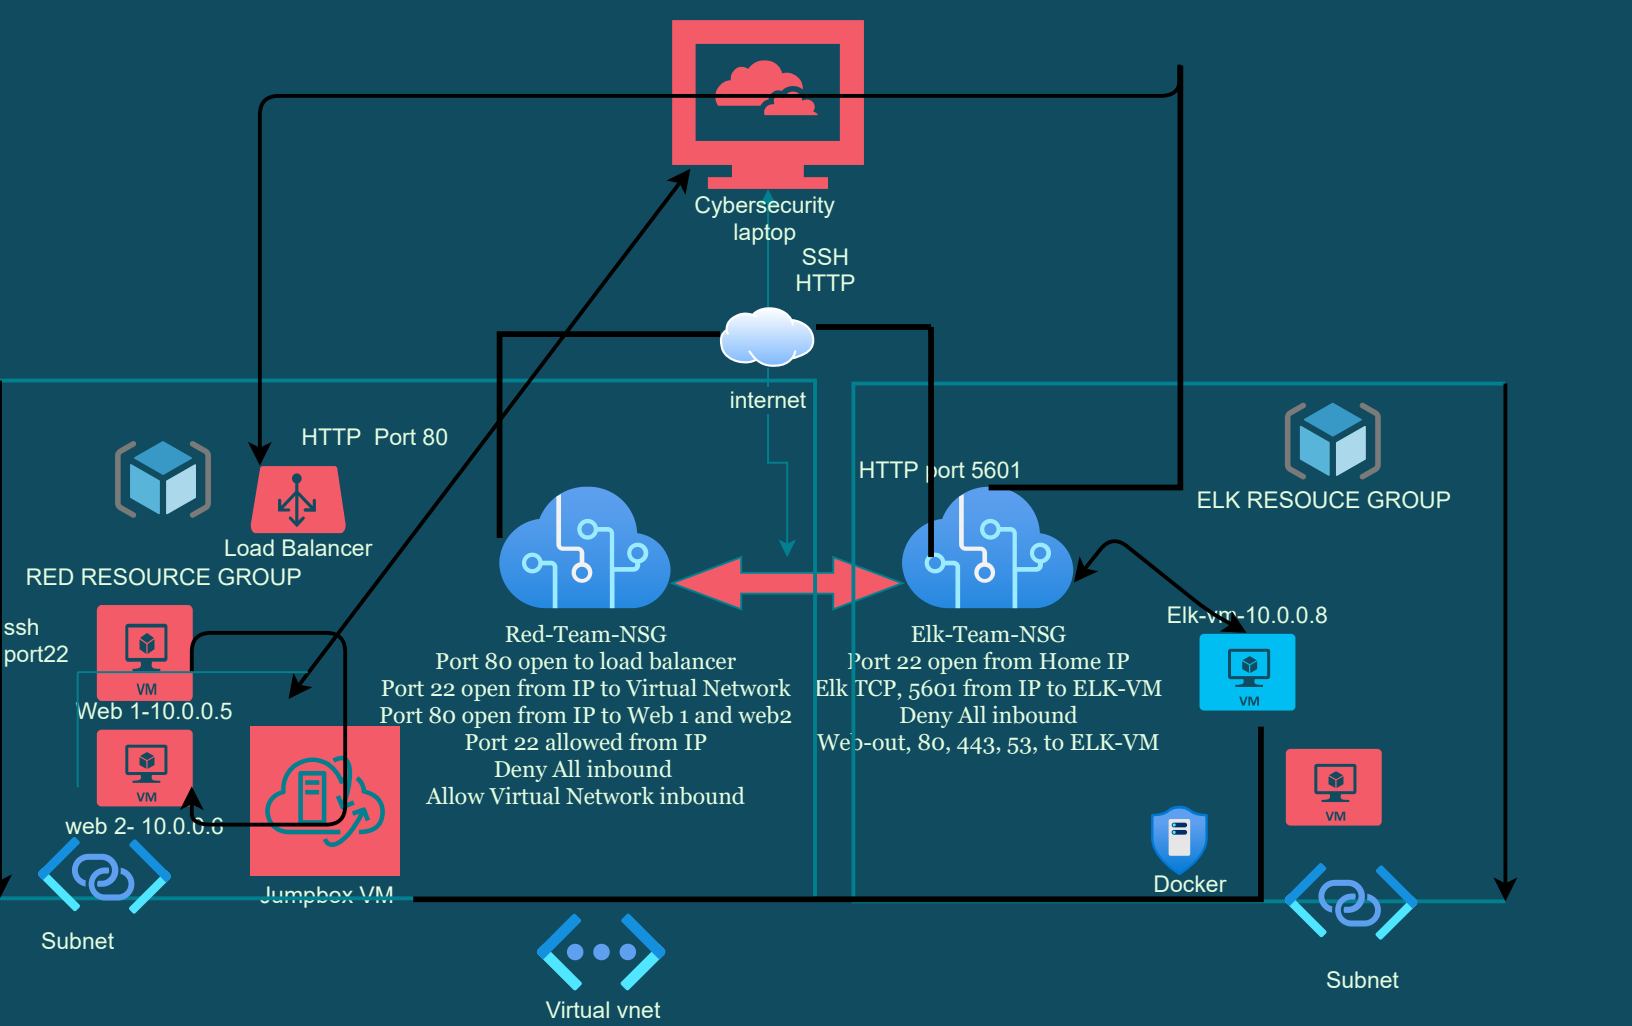 Cybersecurity
laptop
SSH
HTTP
internet
HTTP  Port 80
Load Balancer
RED RESOURCE GROUP
ssh
port22
VM
Web 1-10.0.0.5
VM
web 2- 10.0.0.6
Jumpbox VM
Subnet
Red-Team-NSG
Port 80 open to load balancer
Port 22 open from IP to Virtual Network
Port 80 open from IP to Web 1 and web2
Port 22 allowed from IP
Deny All inbound
Allow Virtual Network inbound
HTTP port 5601
Elk-Team-NSG
Port 22 open from Home IP
Elk TCP, 5601 from IP to ELK-VM
Deny All inbound
Web-out, 80, 443, 53, to ELK-VM
ELK RESOUCE GROUP
Elk-vm-10.0.0.8
VM
VM
Docker
Subnet
Virtual vnet